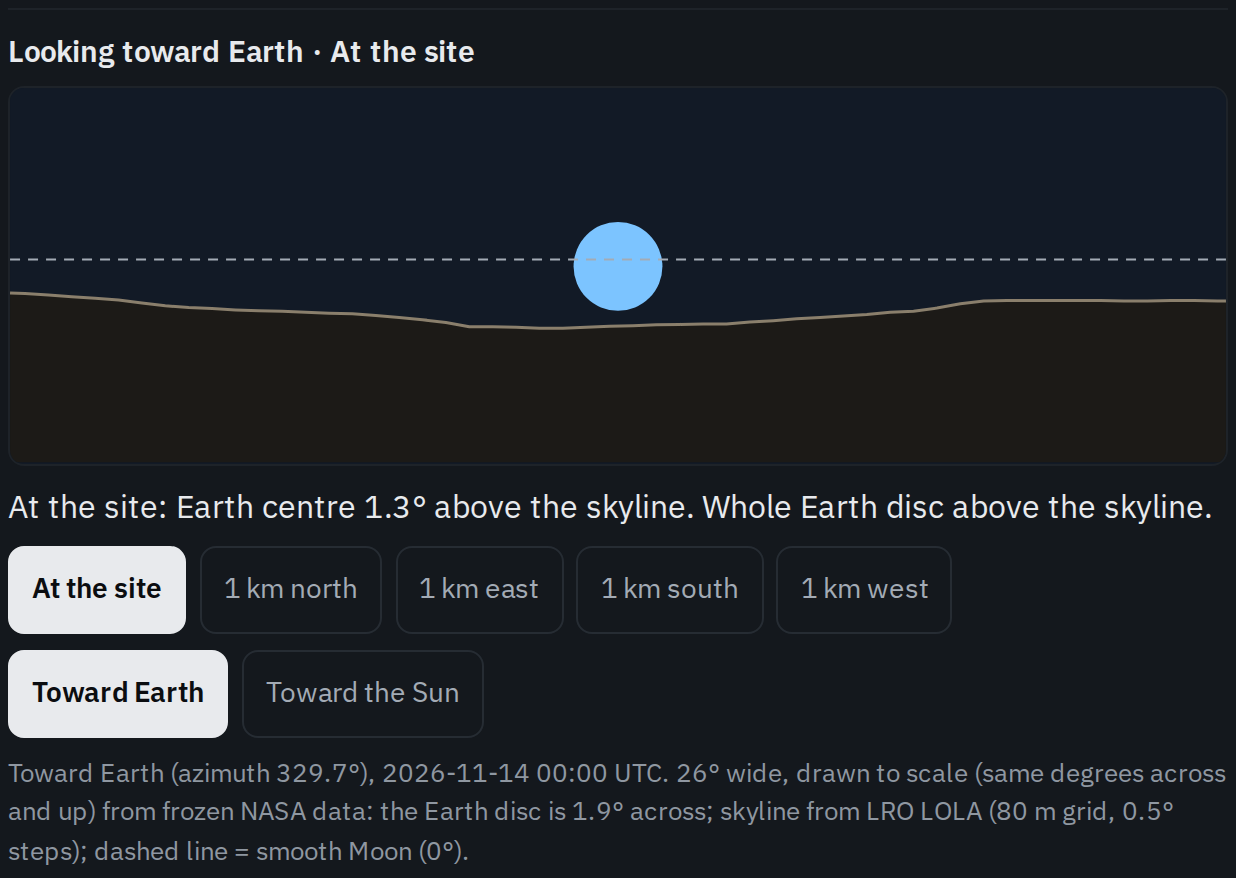 Looking toward Earth · At the site
At the site: Earth centre 1.3° above the skyline. Whole Earth disc above the skyline.
At the site
1 km north
1 km east
1 km south
1 km west
Toward Earth
Toward the Sun
Toward Earth (azimuth 329.7°), 2026-11-14 00:00 UTC. 26° wide, drawn to scale (same degrees across
and up) from frozen NASA data: the Earth disc is 1.9° across; skyline from LRO LOLA (80 m grid, 0.5°
steps); dashed line = smooth Moon (0°).